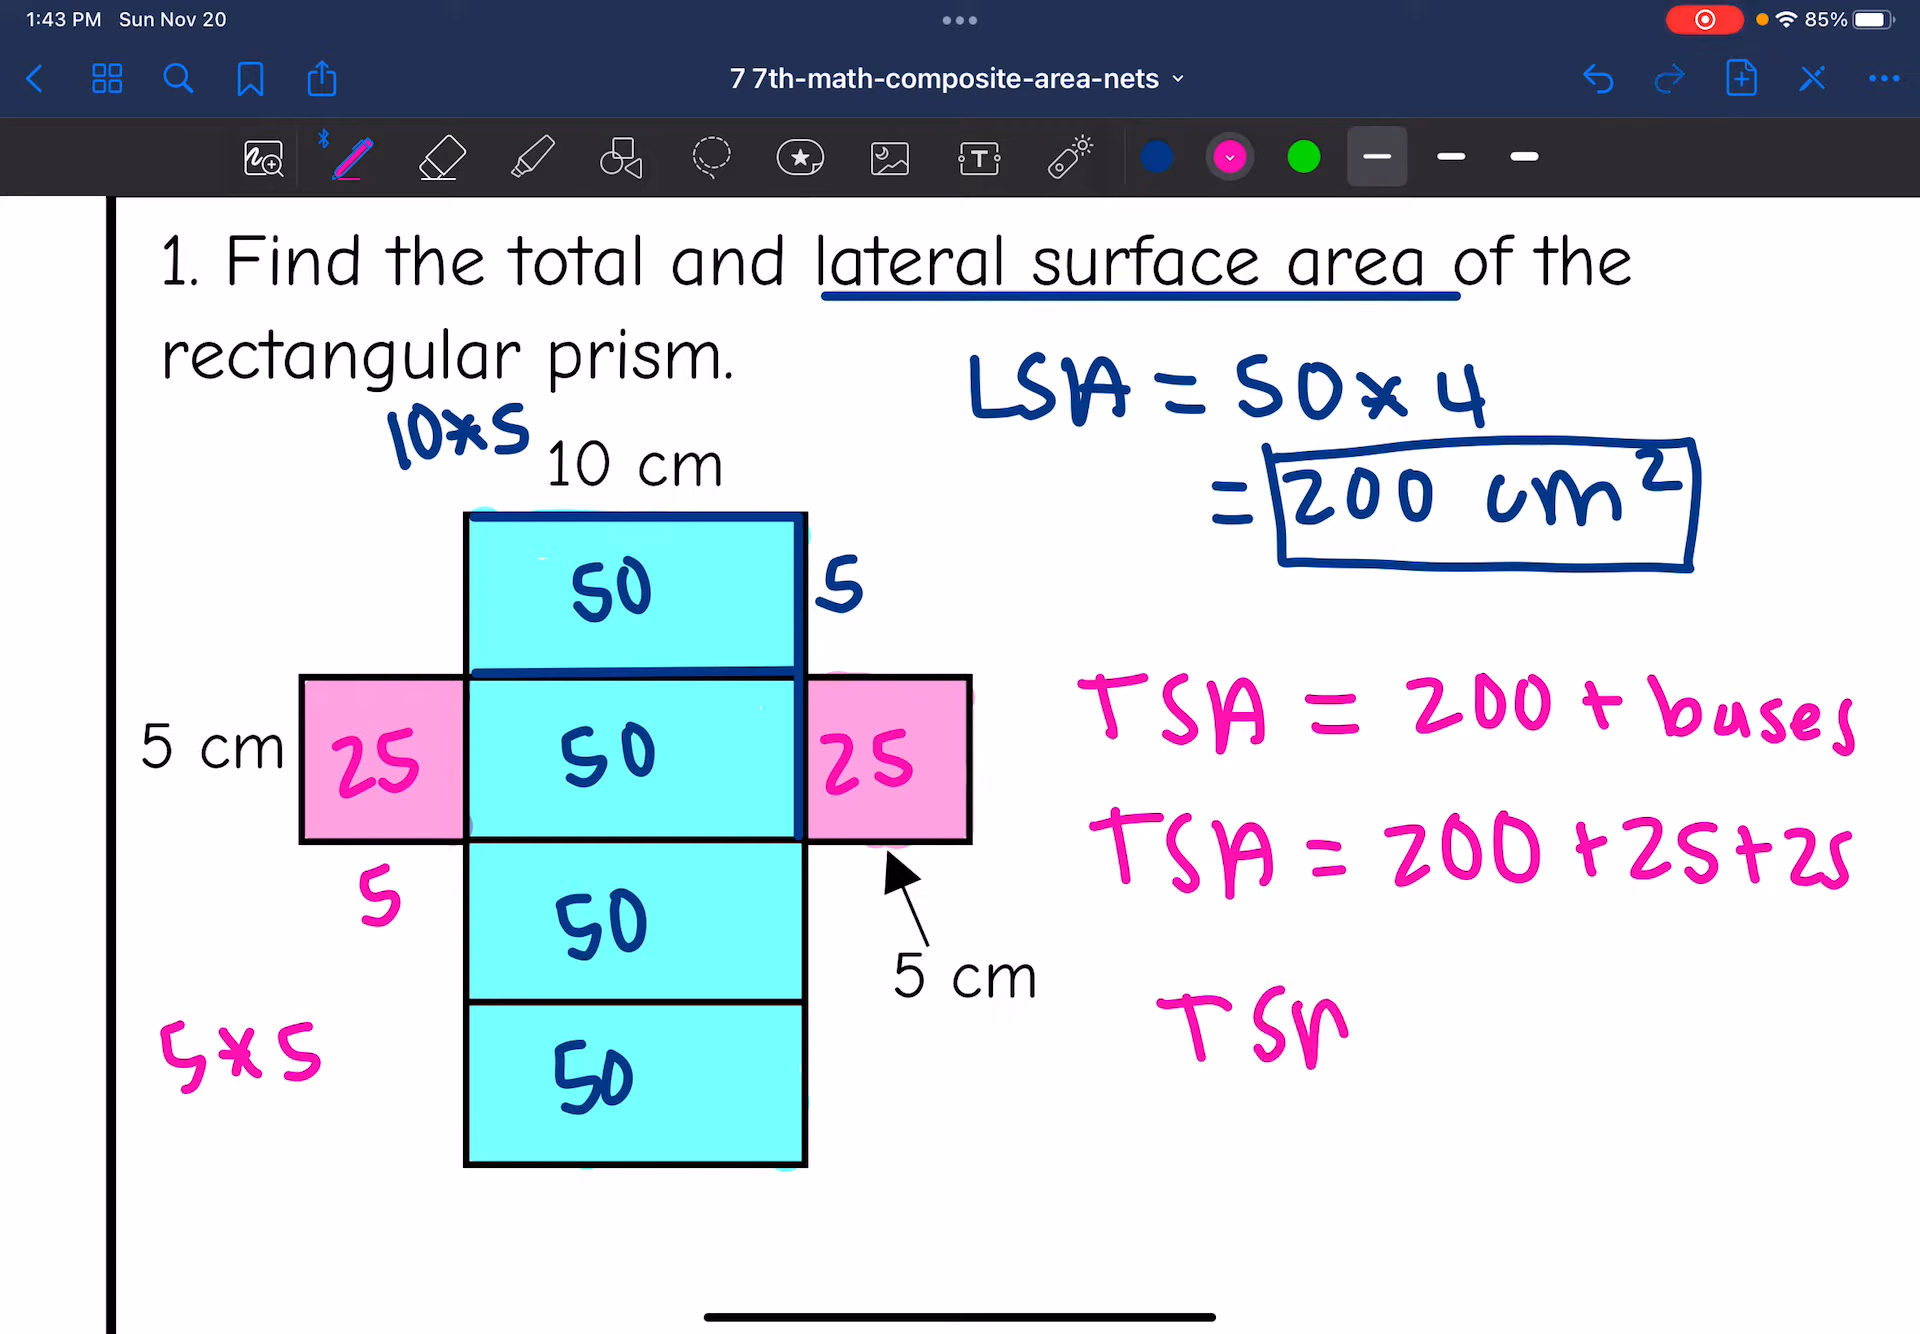 1:43 PM Sun Nov 20
85%
7 7th-math-composite-area-nets
T
1. Find the total and lateral surface area of the
rectangular prism.
LSA = 50 * 4
= 200 cm²
10*5
10 cm
50
5
5 cm
25
50
25
TSA = 200 + bases
TSA = 200 + 25 + 25
5
50
5 cm
TSA
5*5
50